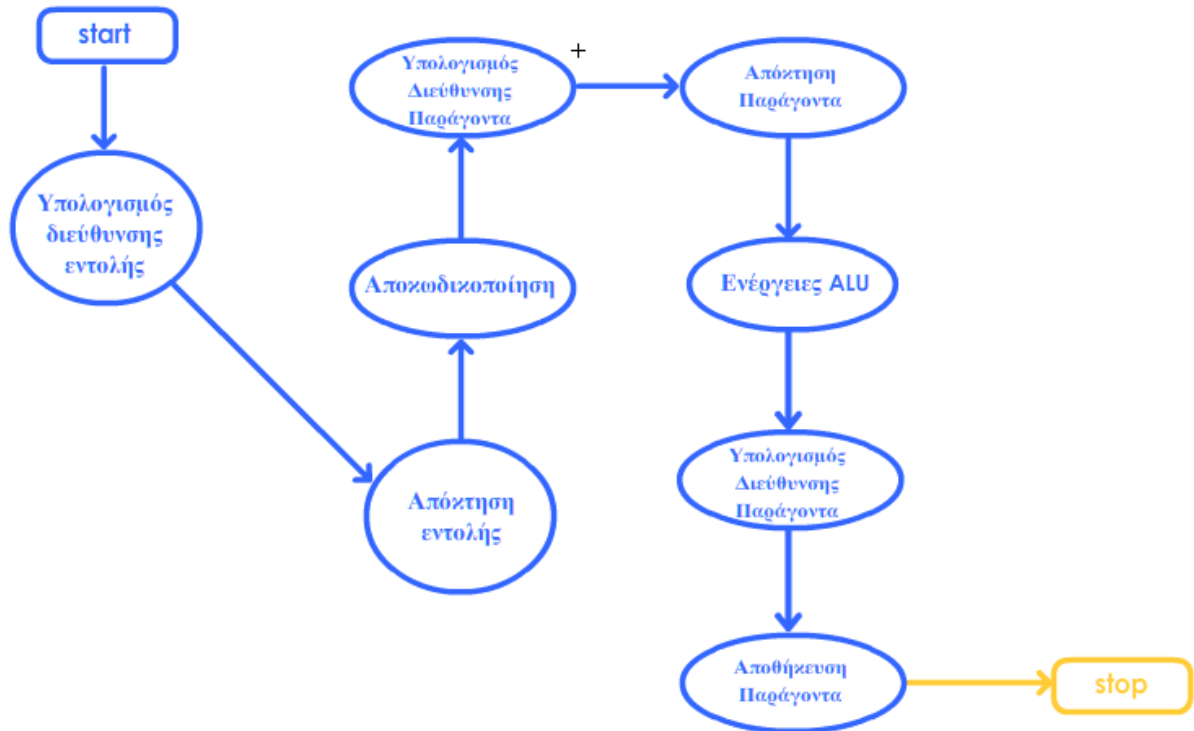 start
Υπολογισμός
διεύθυνσης
εντολής
Απόκτηση
εντολής
Αποκωδικοποίηση
Υπολογισμός
Διεύθυνσης
Παράγοντα
+
Απόκτηση
Παράγοντα
Ενέργειες ALU
Υπολογισμός
Διεύθυνσης
Παράγοντα
Αποθήκευση
Παράγοντα
stop